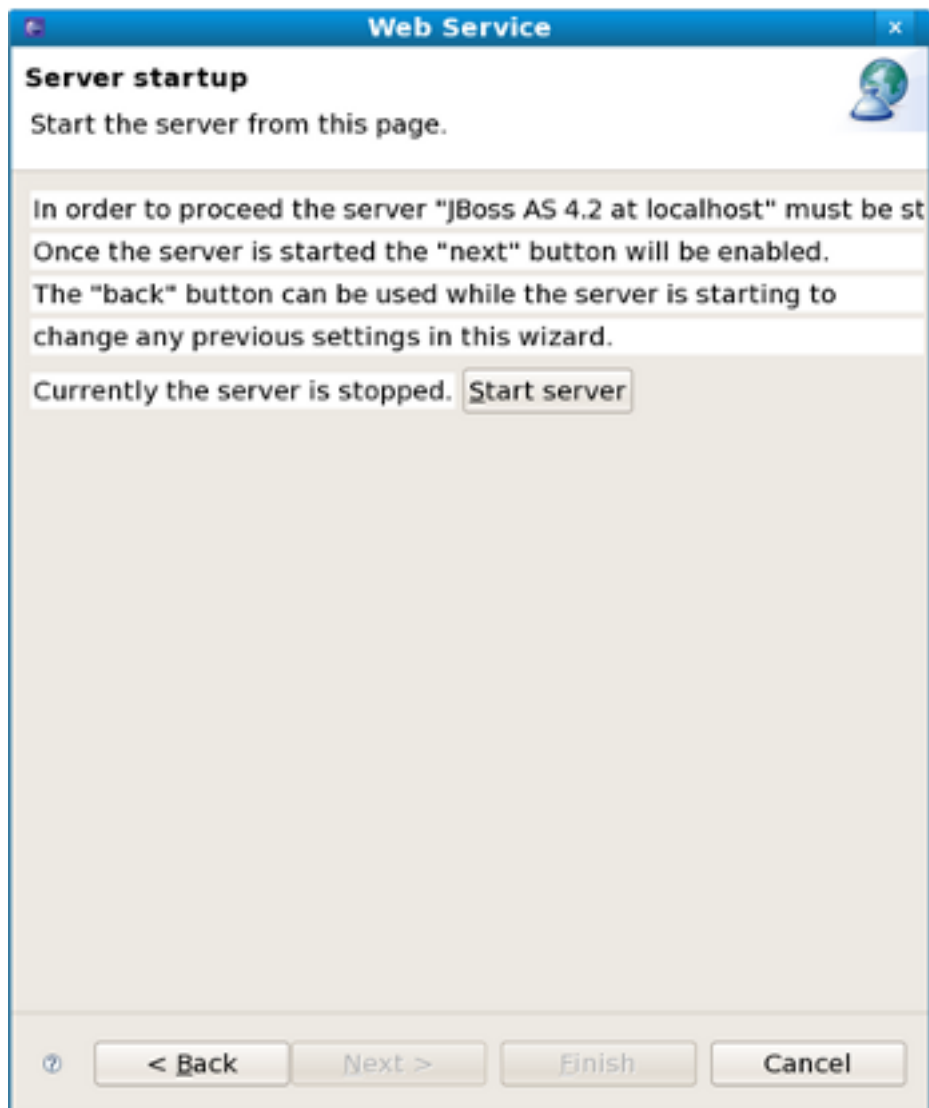 Web Service
Server startup
Start the server from this page.
In order to proceed the server "JBoss AS 4.2 at localhost" must be st
Once the server is started the "next" button will be enabled.
The "back" button can be used while the server is starting to
change any previous settings in this wizard.
Currently the server is stopped. Start server
< Back Next > Finish Cancel